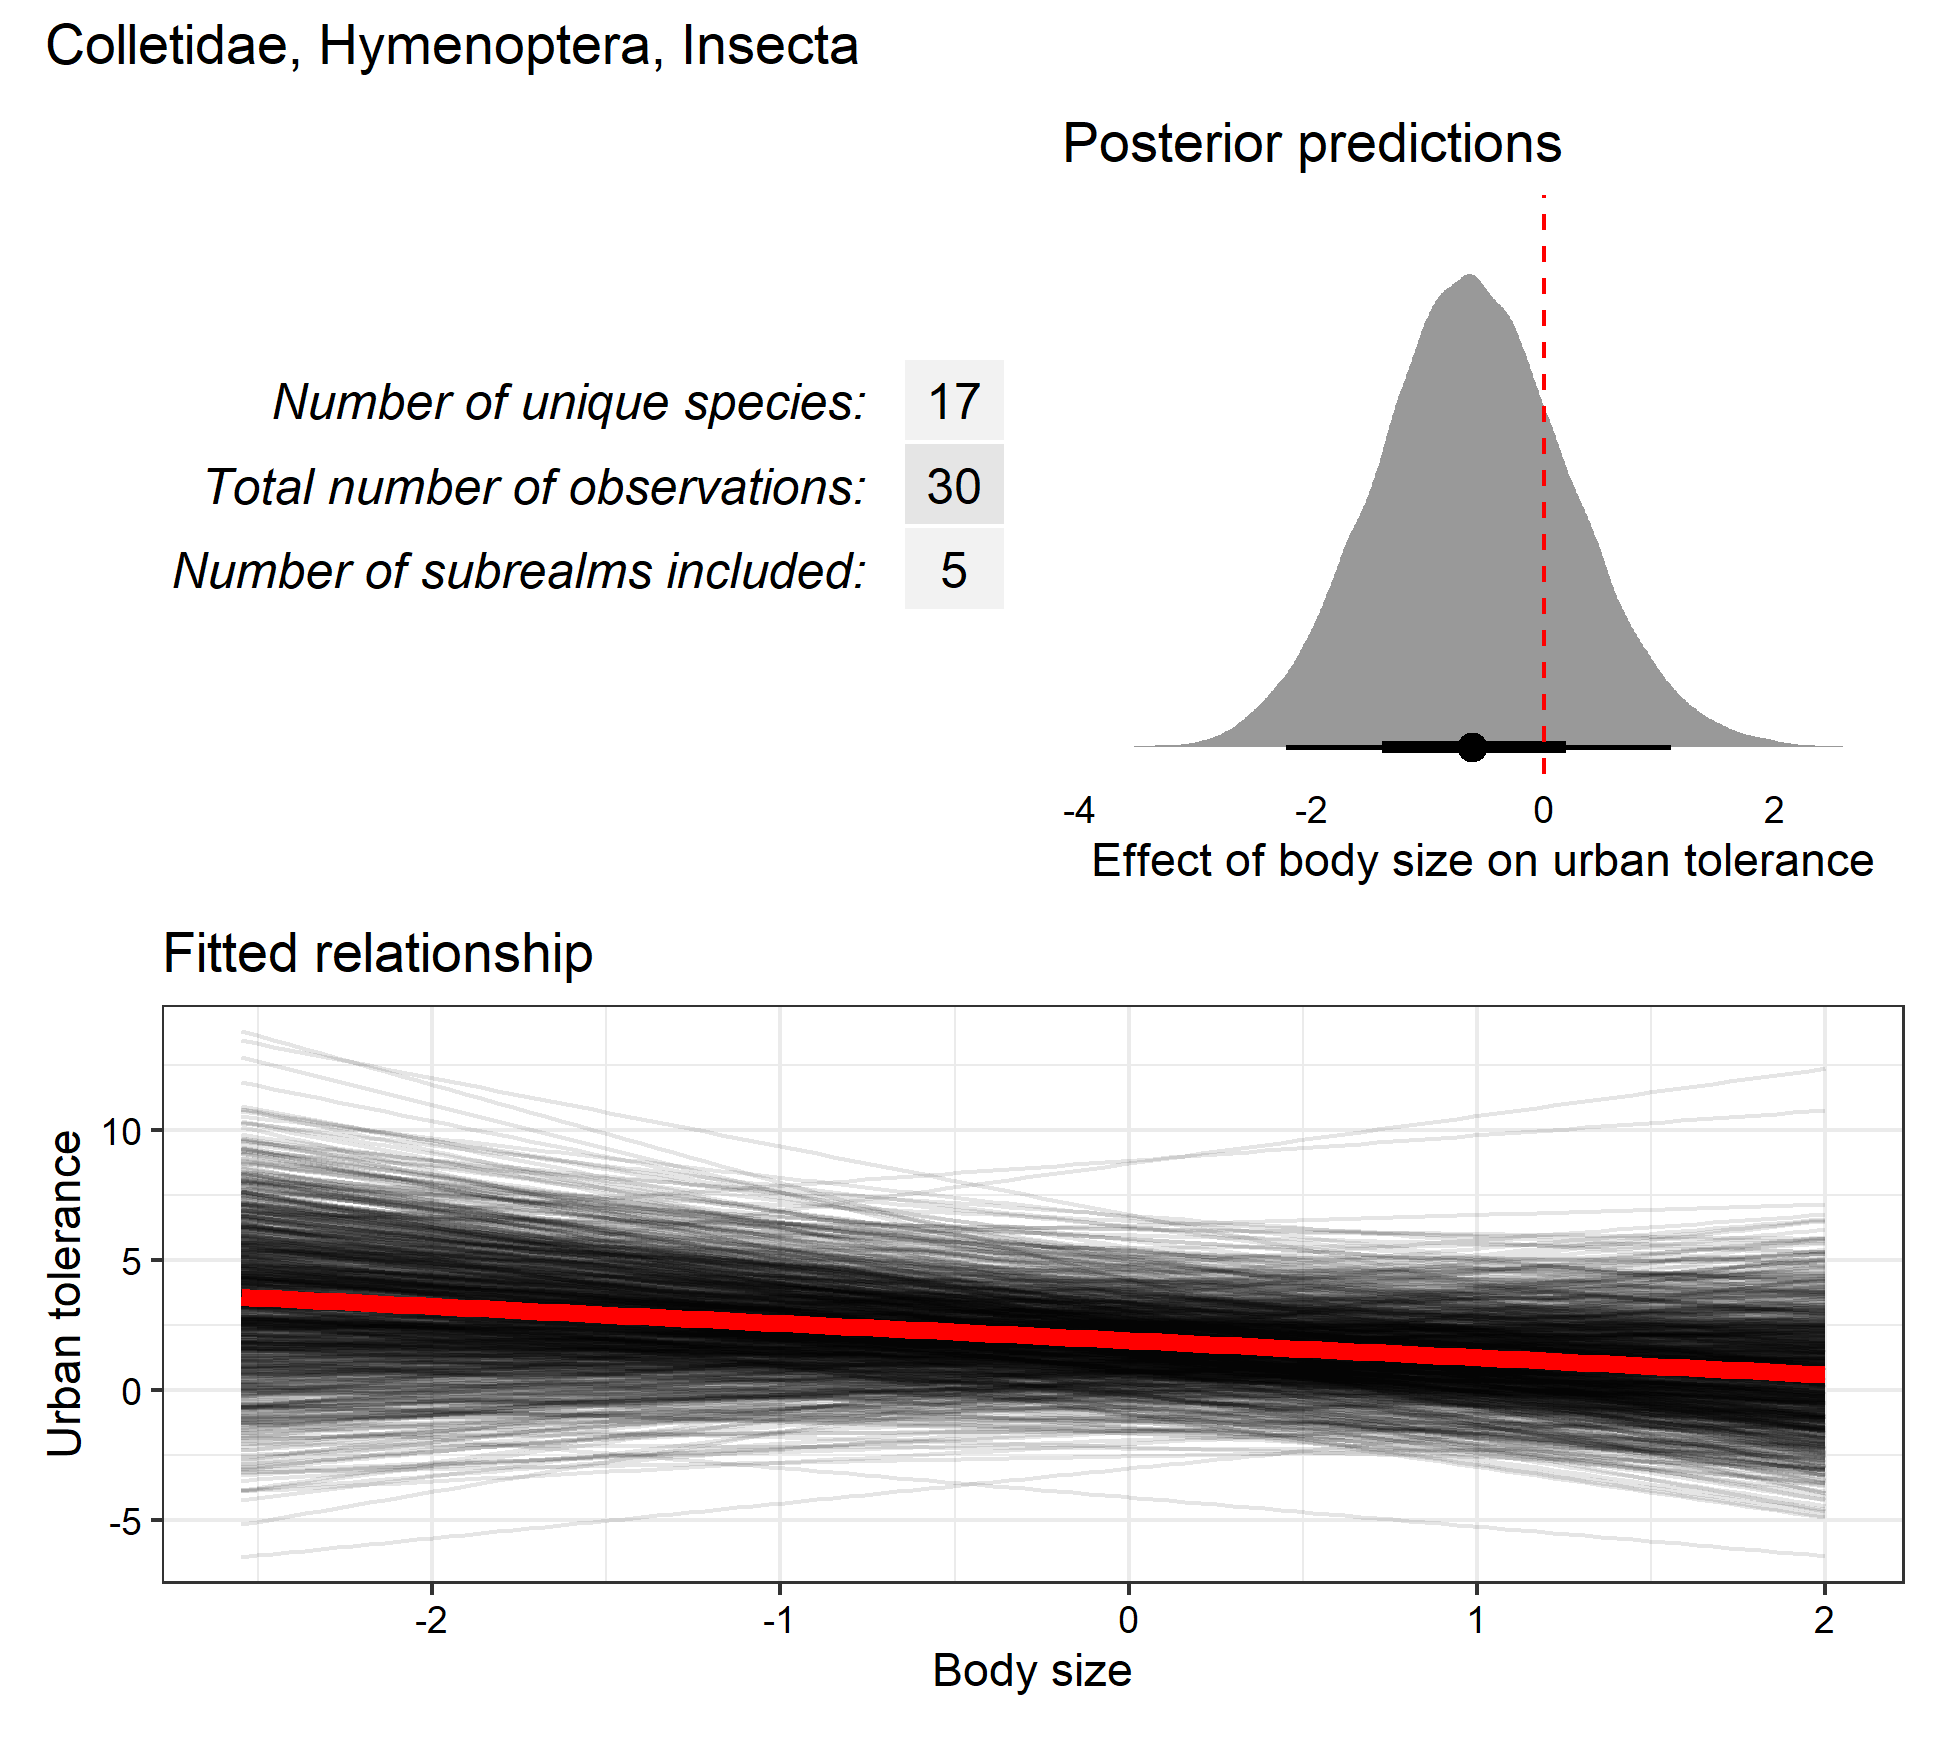 Colletidae, Hymenoptera, Insecta
Posterior predictions
Number of unique species: 17
Total number of observations: 30
Number of subrealms included: 5
-4 -2 0 2
Effect of body size on urban tolerance
Fitted relationship
Urban tolerance
10
5
0
-5
-2 -1 0 1 2
Body size